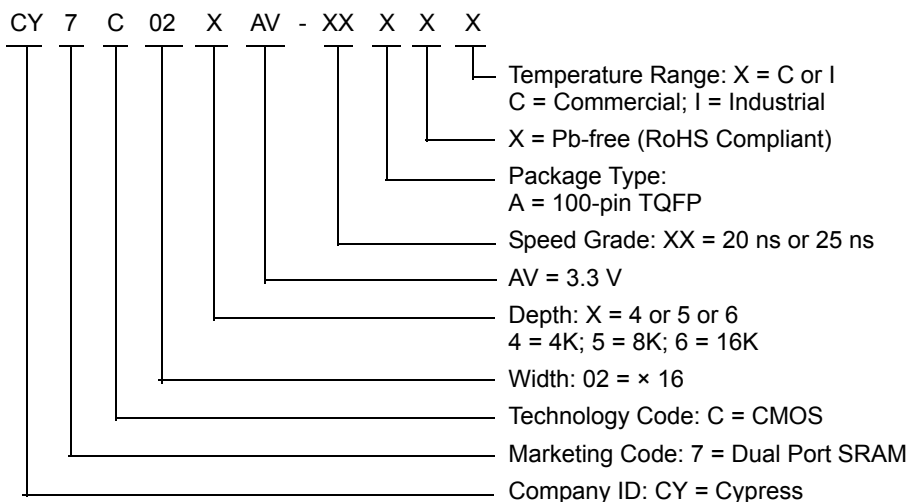 CY 7 C 02 X AV - XX X X X
Temperature Range: X = C or I
C = Commercial; I = Industrial
X = Pb-free (RoHS Compliant)
Package Type:
A = 100-pin TQFP
Speed Grade: XX = 20 ns or 25 ns
AV = 3.3 V
Depth: X = 4 or 5 or 6
4 = 4K; 5 = 8K; 6 = 16K
Width: 02 = × 16
Technology Code: C = CMOS
Marketing Code: 7 = Dual Port SRAM
Company ID: CY = Cypress